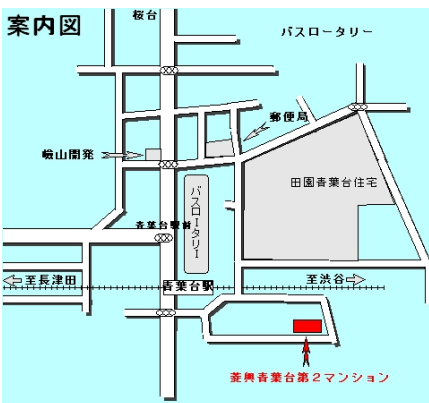 案内図
桜台
バスロータリー
郵便局
嶮山開発
田園青葉台住宅
バスロータリー
青葉台駅前
至長津田
至渋谷
青葉台駅
菱興青葉台第2マンション